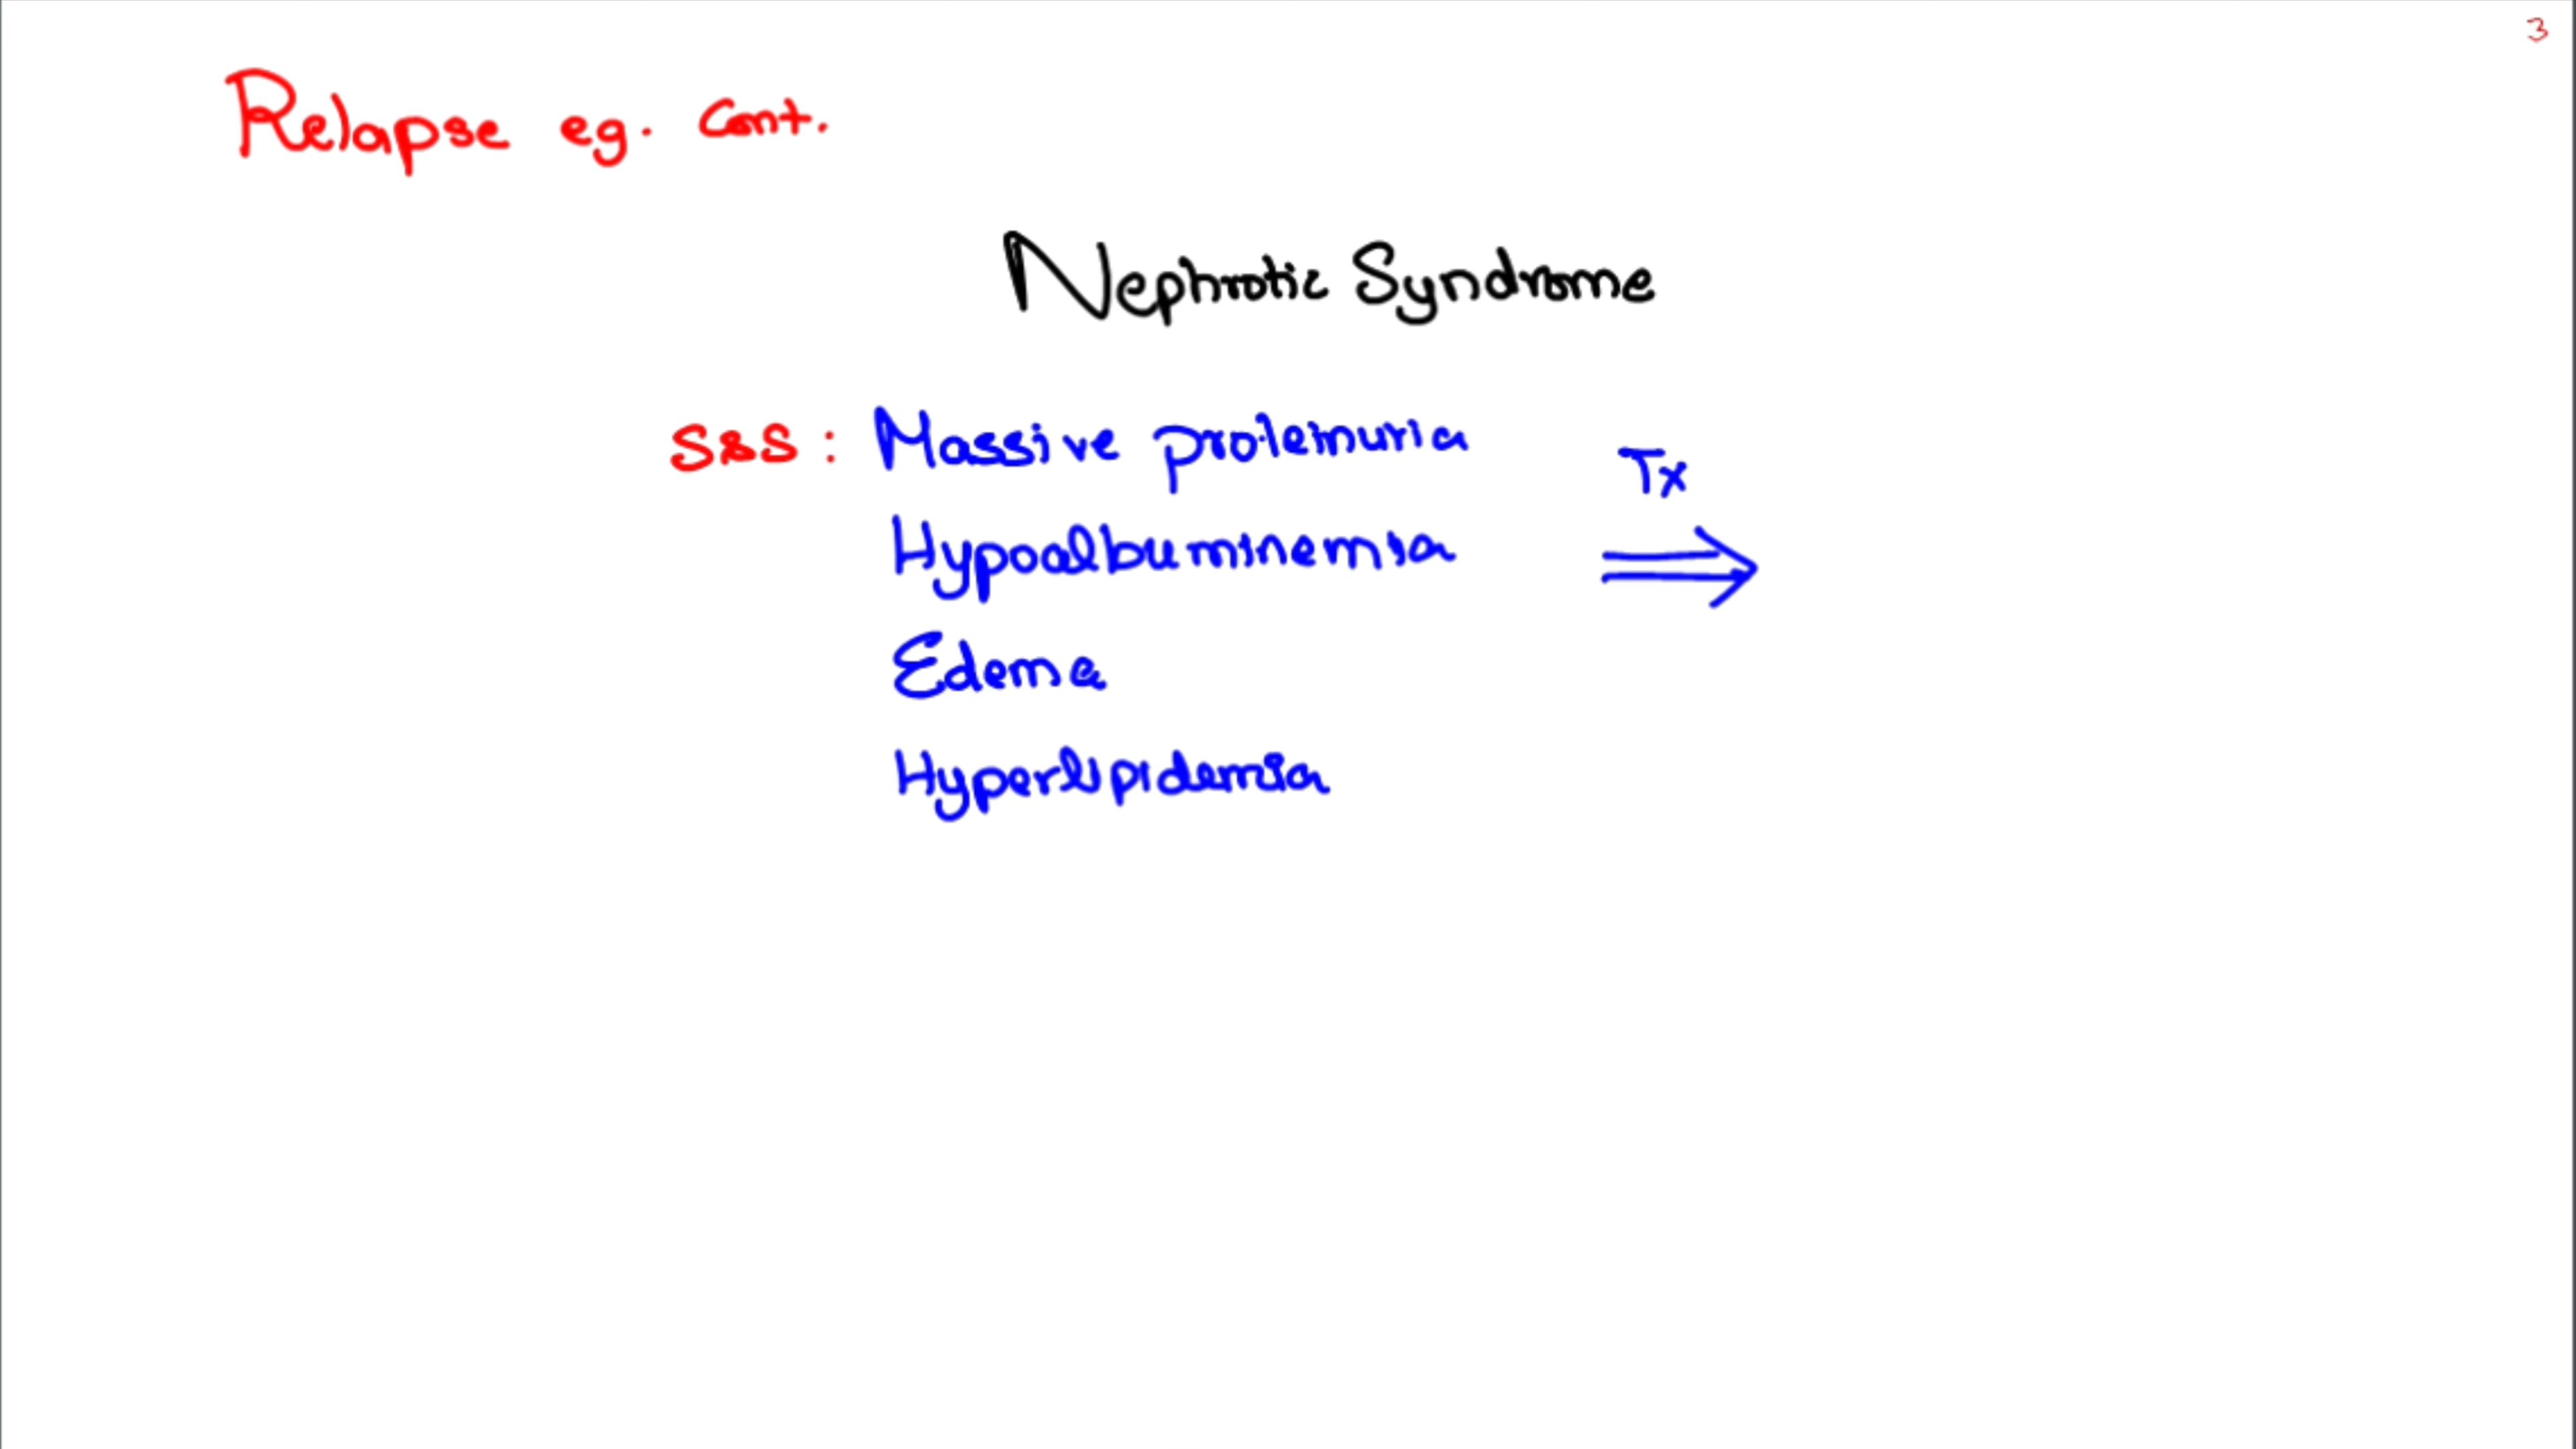 3
Relapse eg. Cont.
Nephrotic Syndrome
S&S : Massive proteinuria
Tx
Hypoalbuminemia ⇒
Edema
Hyperlipidemia